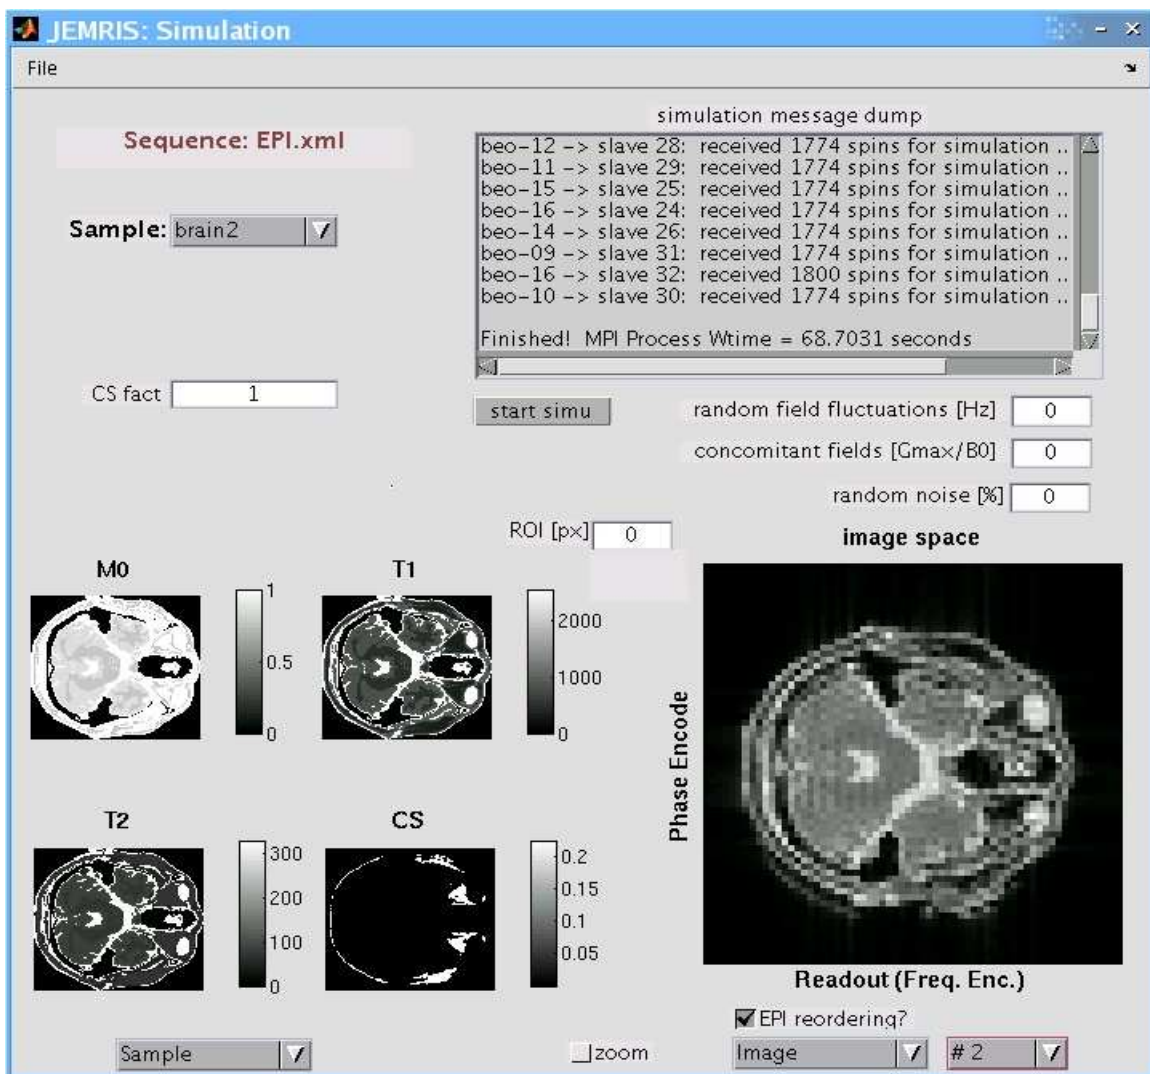 JEMRIS: Simulation
File
Sequence: EPI.xml
simulation message dump
beo-12 -> slave 28: received 1774 spins for simulation ..
beo-11 -> slave 29: received 1774 spins for simulation ..
beo-15 -> slave 25: received 1774 spins for simulation ..
beo-16 -> slave 24: received 1774 spins for simulation ..
beo-14 -> slave 26: received 1774 spins for simulation ..
beo-09 -> slave 31: received 1774 spins for simulation ..
beo-16 -> slave 32: received 1800 spins for simulation ..
beo-10 -> slave 30: received 1774 spins for simulation ..
Finished! MPI Process Wtime = 68.7031 seconds
Sample: brain2
CS fact 1
start simu
random field fluctuations [Hz] 0
concomitant fields [Gmax/B0] 0
random noise [%] 0
ROI [px] 0
image space
M0
1
0.5
0
T1
2000
1000
0
Phase Encode
T2
300
200
100
0
CS
0.2
0.15
0.1
0.05
Readout (Freq. Enc.)
EPI reordering?
Sample
zoom
Image
# 2